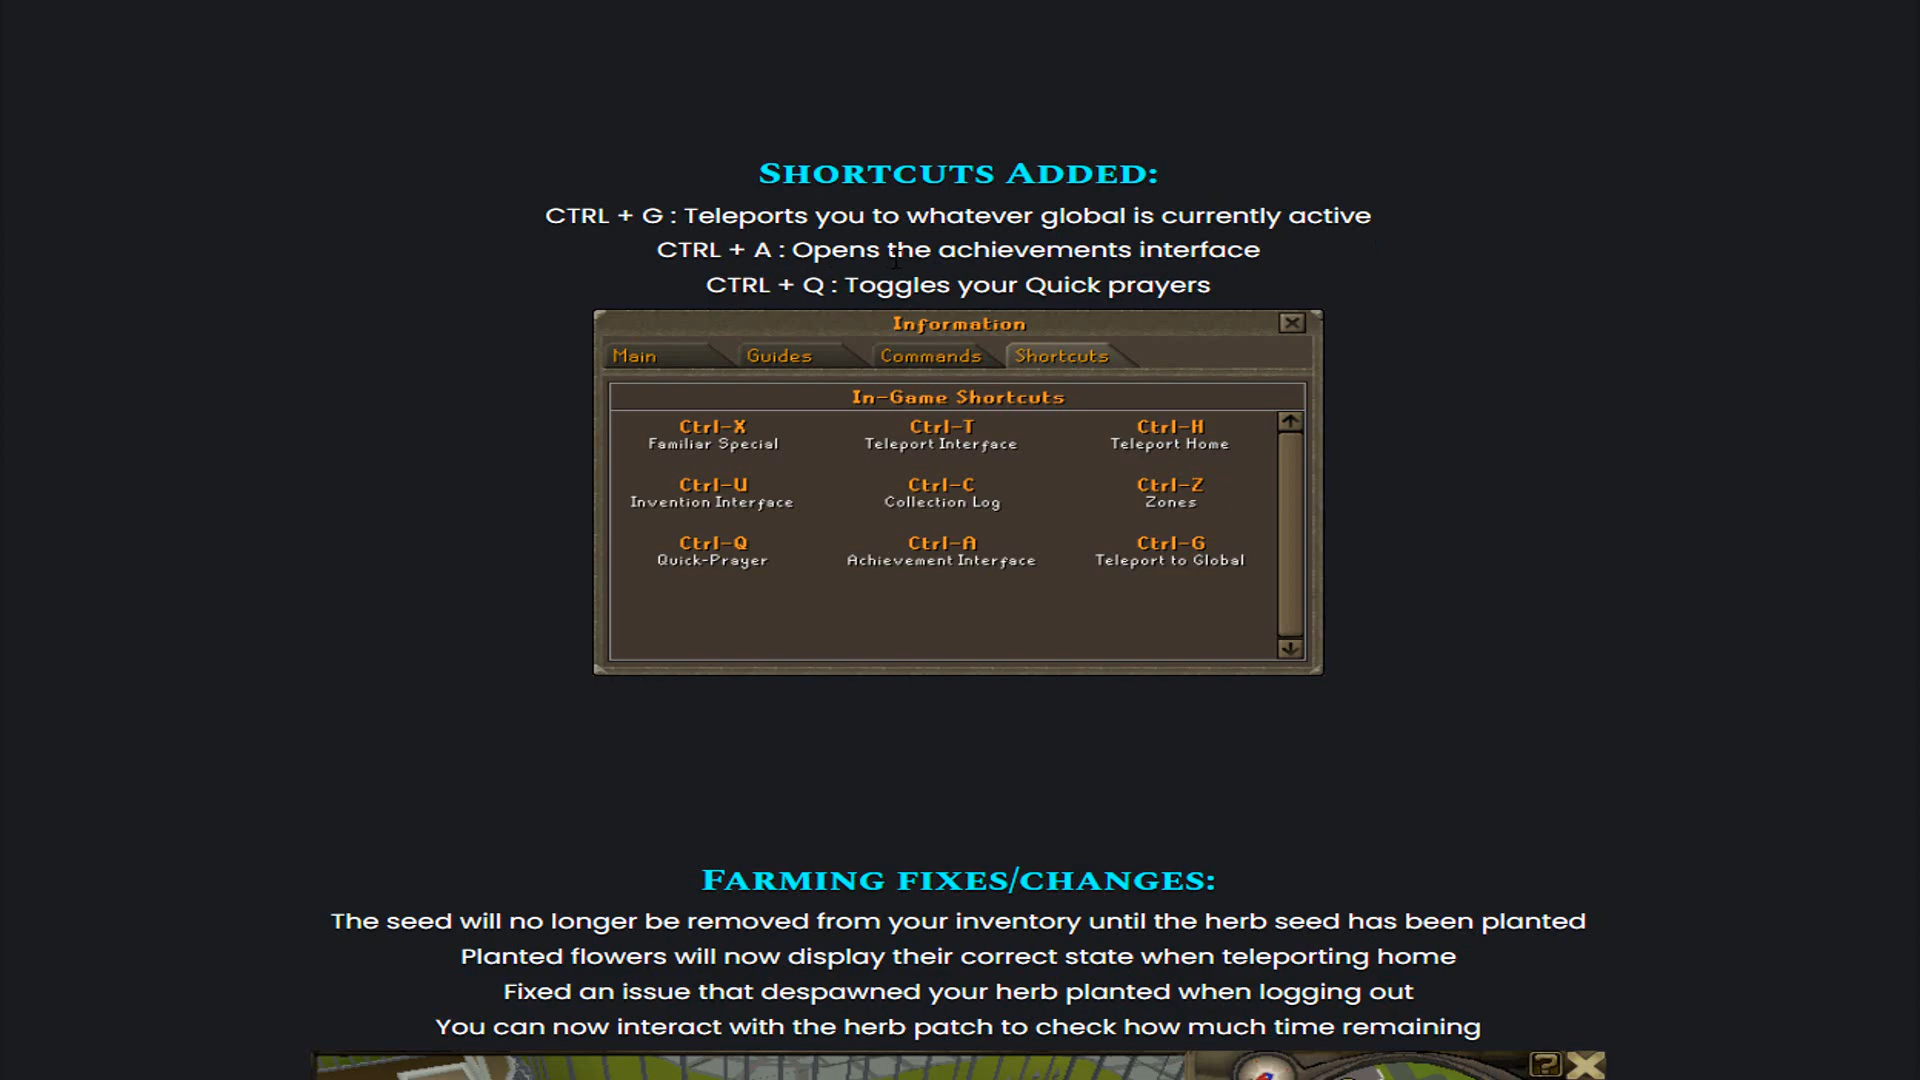 SHORTCUTS ADDED:
CTRL + G : Teleports you to whatever global is currently active
CTRL + A : Opens the achievements interface
CTRL + Q : Toggles your Quick prayers
Information
Main Guides Commands Shortcuts
In-Game Shortcuts
Ctrl-X Ctrl-T Ctrl-H
Familiar Special Teleport Interface Teleport Home
Ctrl-U Ctrl-C Ctrl-Z
Invention Interface Collection Log Zones
Ctrl-Q Ctrl-A Ctrl-G
Quick-Prayer Achievement Interface Teleport to Global
FARMING FIXES/CHANGES:
The seed will no longer be removed from your inventory until the herb seed has been planted
Planted flowers will now display their correct state when teleporting home
Fixed an issue that despawned your herb planted when logging out
You can now interact with the herb patch to check how much time remaining